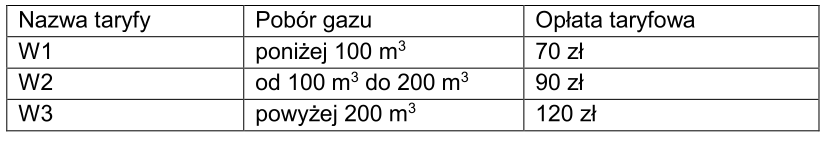 Nazwa taryfy Pobór gazu Opłata taryfowa
W1 poniżej 100 m³ 70 zł
W2 od 100 m³ do 200 m³ 90 zł
W3 powyżej 200 m³ 120 zł